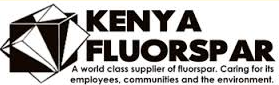 KENYA
FLUORSPAR
A world class supplier of fluorspar. Caring for its
employees, communities and the environment.